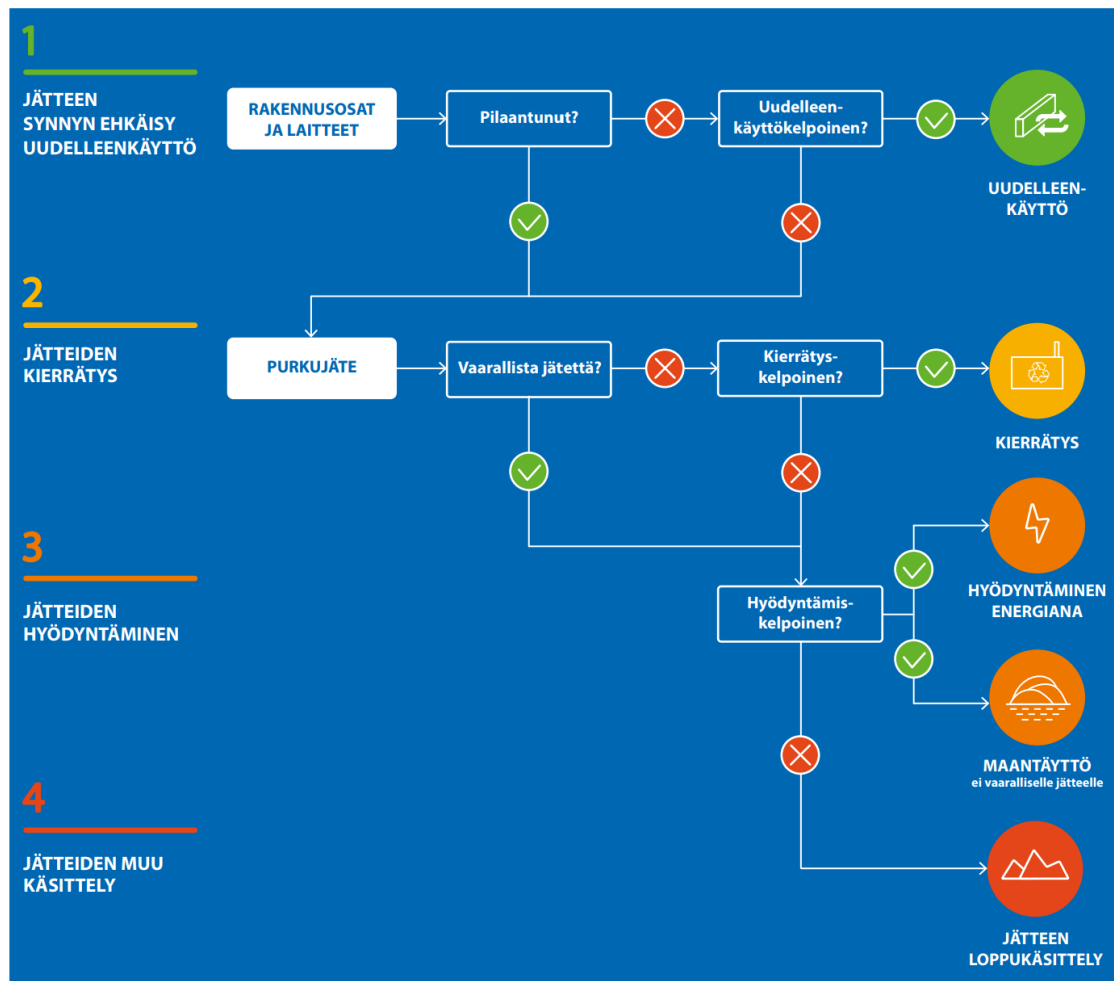 1
JÄTTEEN
SYNNYN EHKÄISY
UUDELLEENKÄYTTÖ
RAKENNUSOSAT
JA LAITTEET
Pilaantunut?
Uudelleen-
käyttökelpoinen?
UUDELLEEN-
KÄYTTÖ
2
JÄTTEIDEN
KIERRÄTYS
PURKUJÄTE
Vaarallista jätettä?
Kierrätys-
kelpoinen?
KIERRÄTYS
3
JÄTTEIDEN
HYÖDYNTÄMINEN
Hyödyntämis-
kelpoinen?
HYÖDYNTÄMINEN
ENERGIANA
MAANTÄYTTÖ
ei vaaralliselle jätteelle
4
JÄTTEIDEN MUU
KÄSITTELY
JÄTTEEN
LOPPUKÄSITTELY